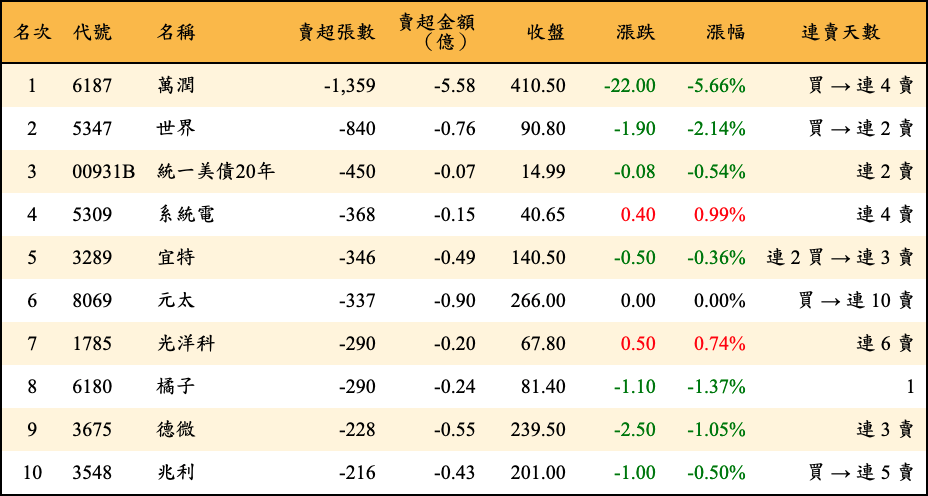 名次 代號 名稱 賣超張數 賣超金額（億） 收盤 漲跌 漲幅 連賣天數
1 6187 萬潤 -1,359 -5.58 410.50 -22.00 -5.66% 買→連 4 賣
2 5347 世界 -840 -0.76 90.80 -1.90 -2.14% 買→連 2 賣
3 00931B 統一美債20年 -450 -0.07 14.99 -0.08 -0.54% 連 2 賣
4 5309 系統電 -368 -0.15 40.65 0.40 0.99% 連 4 賣
5 3289 宜特 -346 -0.49 140.50 -0.50 -0.36% 連 2 買→連 3 賣
6 8069 元太 -337 -0.90 266.00 0.00 0.00% 買→連 10 賣
7 1785 光洋科 -290 -0.20 67.80 0.50 0.74% 連 6 賣
8 6180 橘子 -290 -0.24 81.40 -1.10 -1.37% 1
9 3675 德微 -228 -0.55 239.50 -2.50 -1.05% 連 3 賣
10 3548 兆利 -216 -0.43 201.00 -1.00 -0.50% 買→連 5 賣